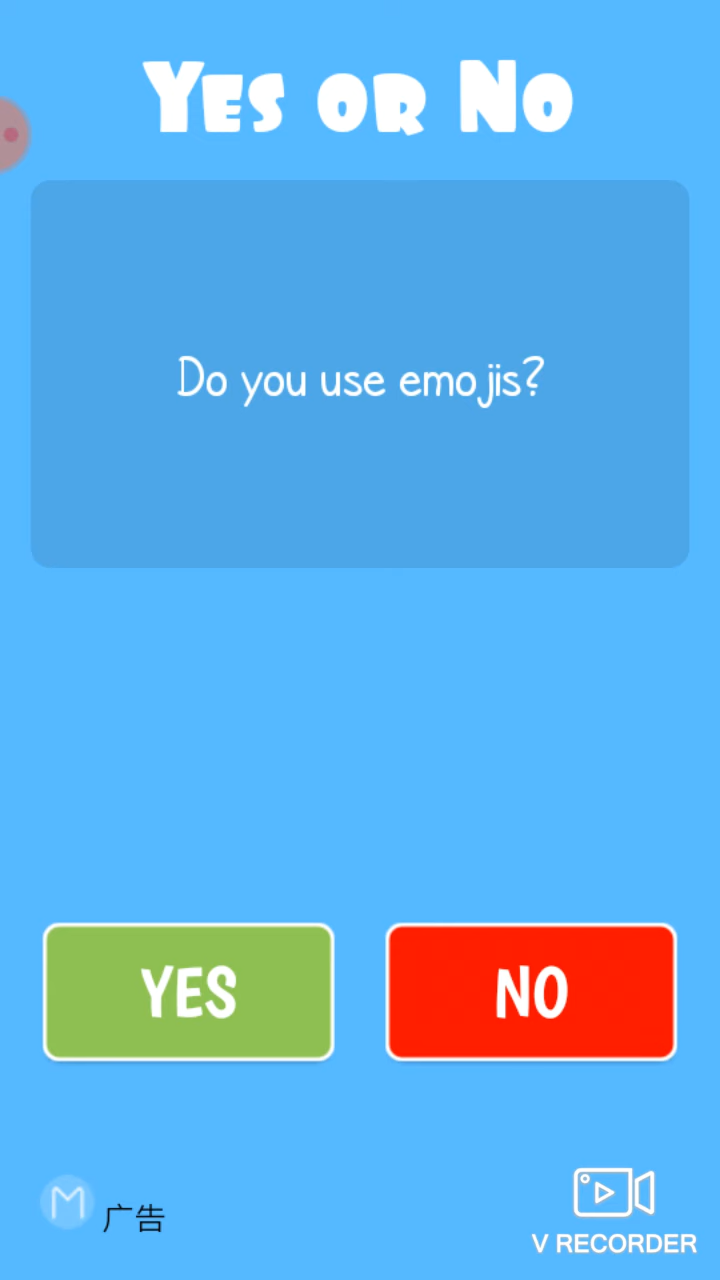 Yes or No
Do you use emojis?
YES
NO
M 广告
V RECORDER